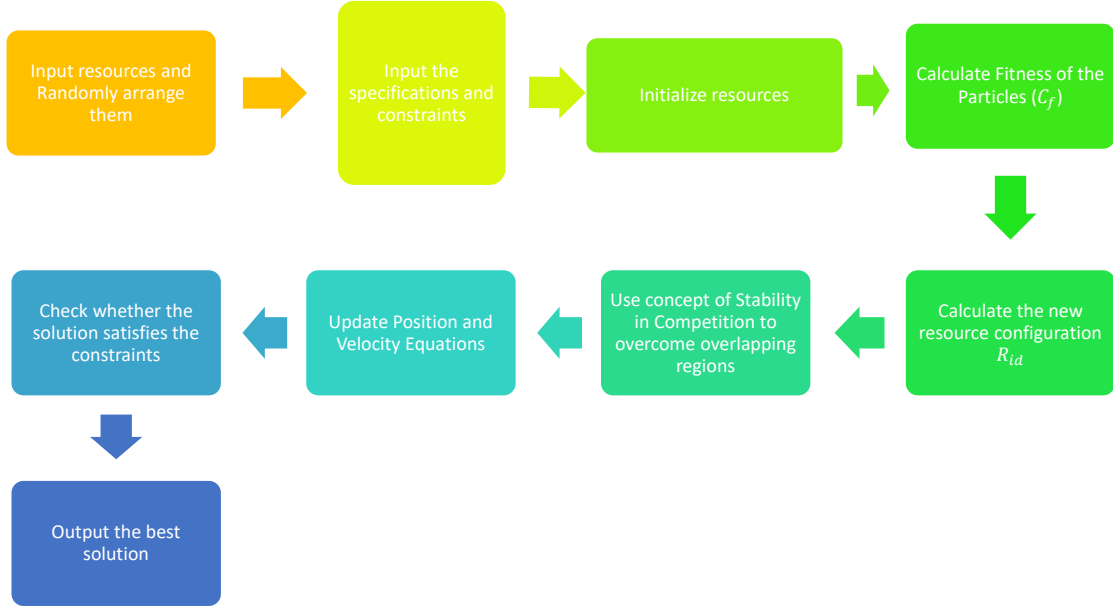 Input resources and
Randomly arrange
them
Input the
specifications and
constraints
Initialize resources
Calculate Fitness of the
Particles (𝐶𝑓)
Calculate the new
resource configuration
𝑅𝑖𝑑
Use concept of Stability
in Competition to
overcome overlapping
regions
Update Position and
Velocity Equations
Check whether the
solution satisfies the
constraints
Output the best
solution